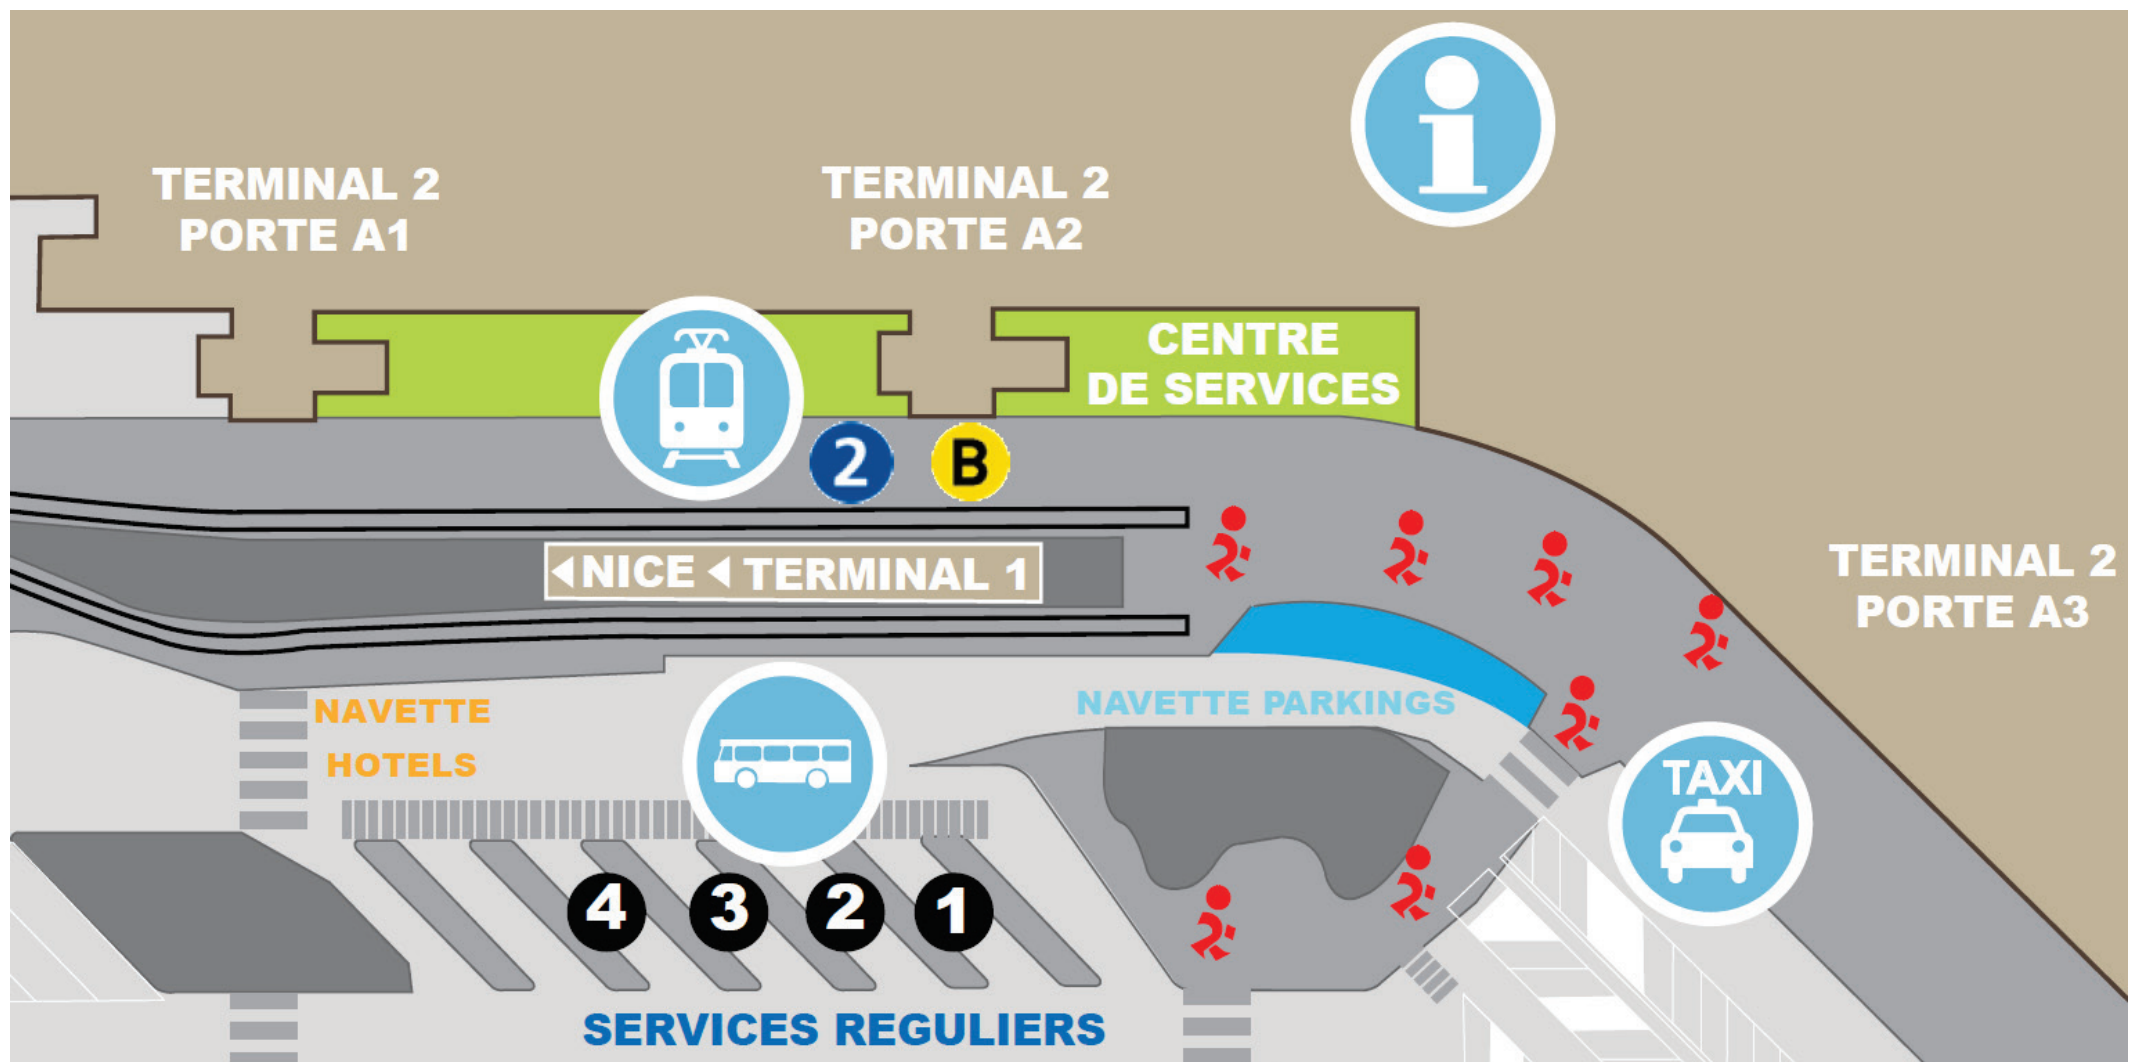 TERMINAL 2
PORTE A1
TERMINAL 2
PORTE A2
i
CENTRE
DE SERVICES
2
B
NICE TERMINAL 1
TERMINAL 2
PORTE A3
NAVETTE
HOTELS
NAVETTE PARKINGS
TAXI
4
3
2
1
SERVICES REGULIERS